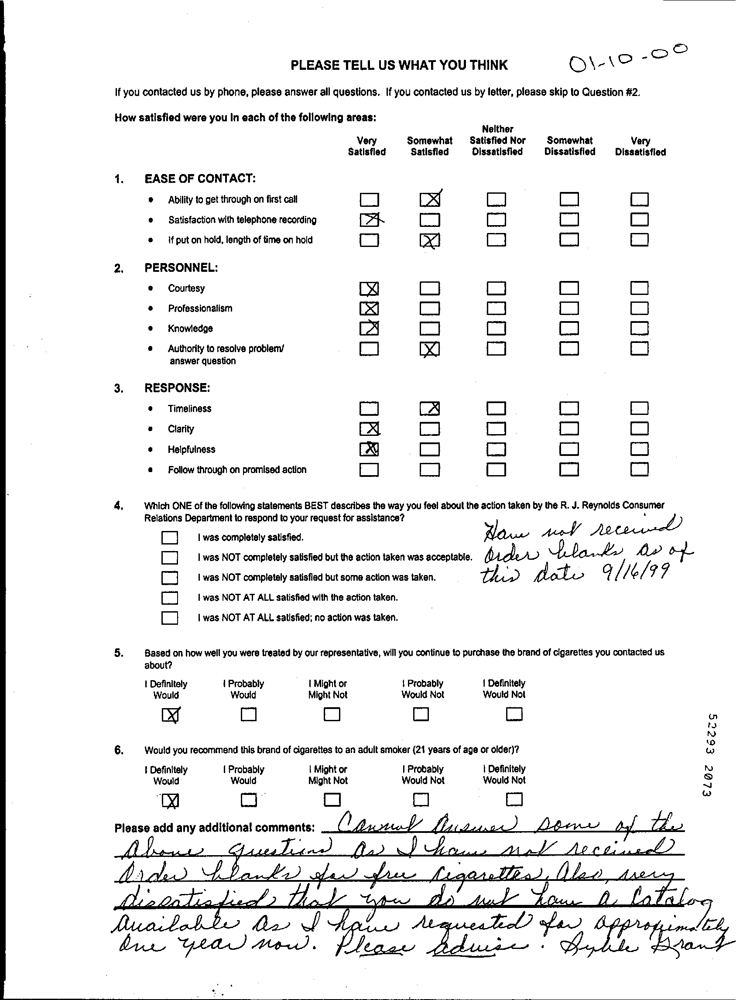 01-10-00
PLEASE TELL US WHAT YOU THINK
If you contacted us by phone, please answer all questions. If you contacted us by letter, please skip to Question #2.
How satisfied were you in each of the following areas:
Very Satisfied Somewhat Satisfied Neither Satisfied Nor Dissatisfied Somewhat Dissatisfied Very Dissatisfied
1. EASE OF CONTACT:
• Ability to get through on first call
• Satisfaction with telephone recording
• If put on hold, length of time on hold
2. PERSONNEL:
• Courtesy
• Professionalism
• Knowledge
• Authority to resolve problem/
answer question
3. RESPONSE:
• Timeliness
• Clarity
• Helpfulness
• Follow through on promised action
4. Which ONE of the following statements BEST describes the way you feel about the action taken by the R. J. Reynolds Consumer
Relations Department to respond to your request for assistance?
I was completely satisfied.
I was NOT completely satisfied but the action taken was acceptable.
I was NOT completely satisfied but some action was taken.
I was NOT AT ALL satisfied with the action taken.
I was NOT AT ALL satisfied; no action was taken.
Have not received
Order blanks as of
this date 9/16/99
5. Based on how well you were treated by our representative, will you continue to purchase the brand of cigarettes you contacted us
about?
I Definitely Would I Probably Would I Might or Might Not I Probably Would Not I Definitely Would Not
6. Would you recommend this brand of cigarettes to an adult smoker (21 years of age or older)?
I Definitely Would I Probably Would I Might or Might Not I Probably Would Not I Definitely Would Not
Please add any additional comments: Cannot Answer some of the
Above questions as I have not received
Order blanks for free cigarettes, Also, very
dissatisfied that you do not have a Catalog
available as I have requested for approximately
One year now. Please advise. Grant
52293 2073